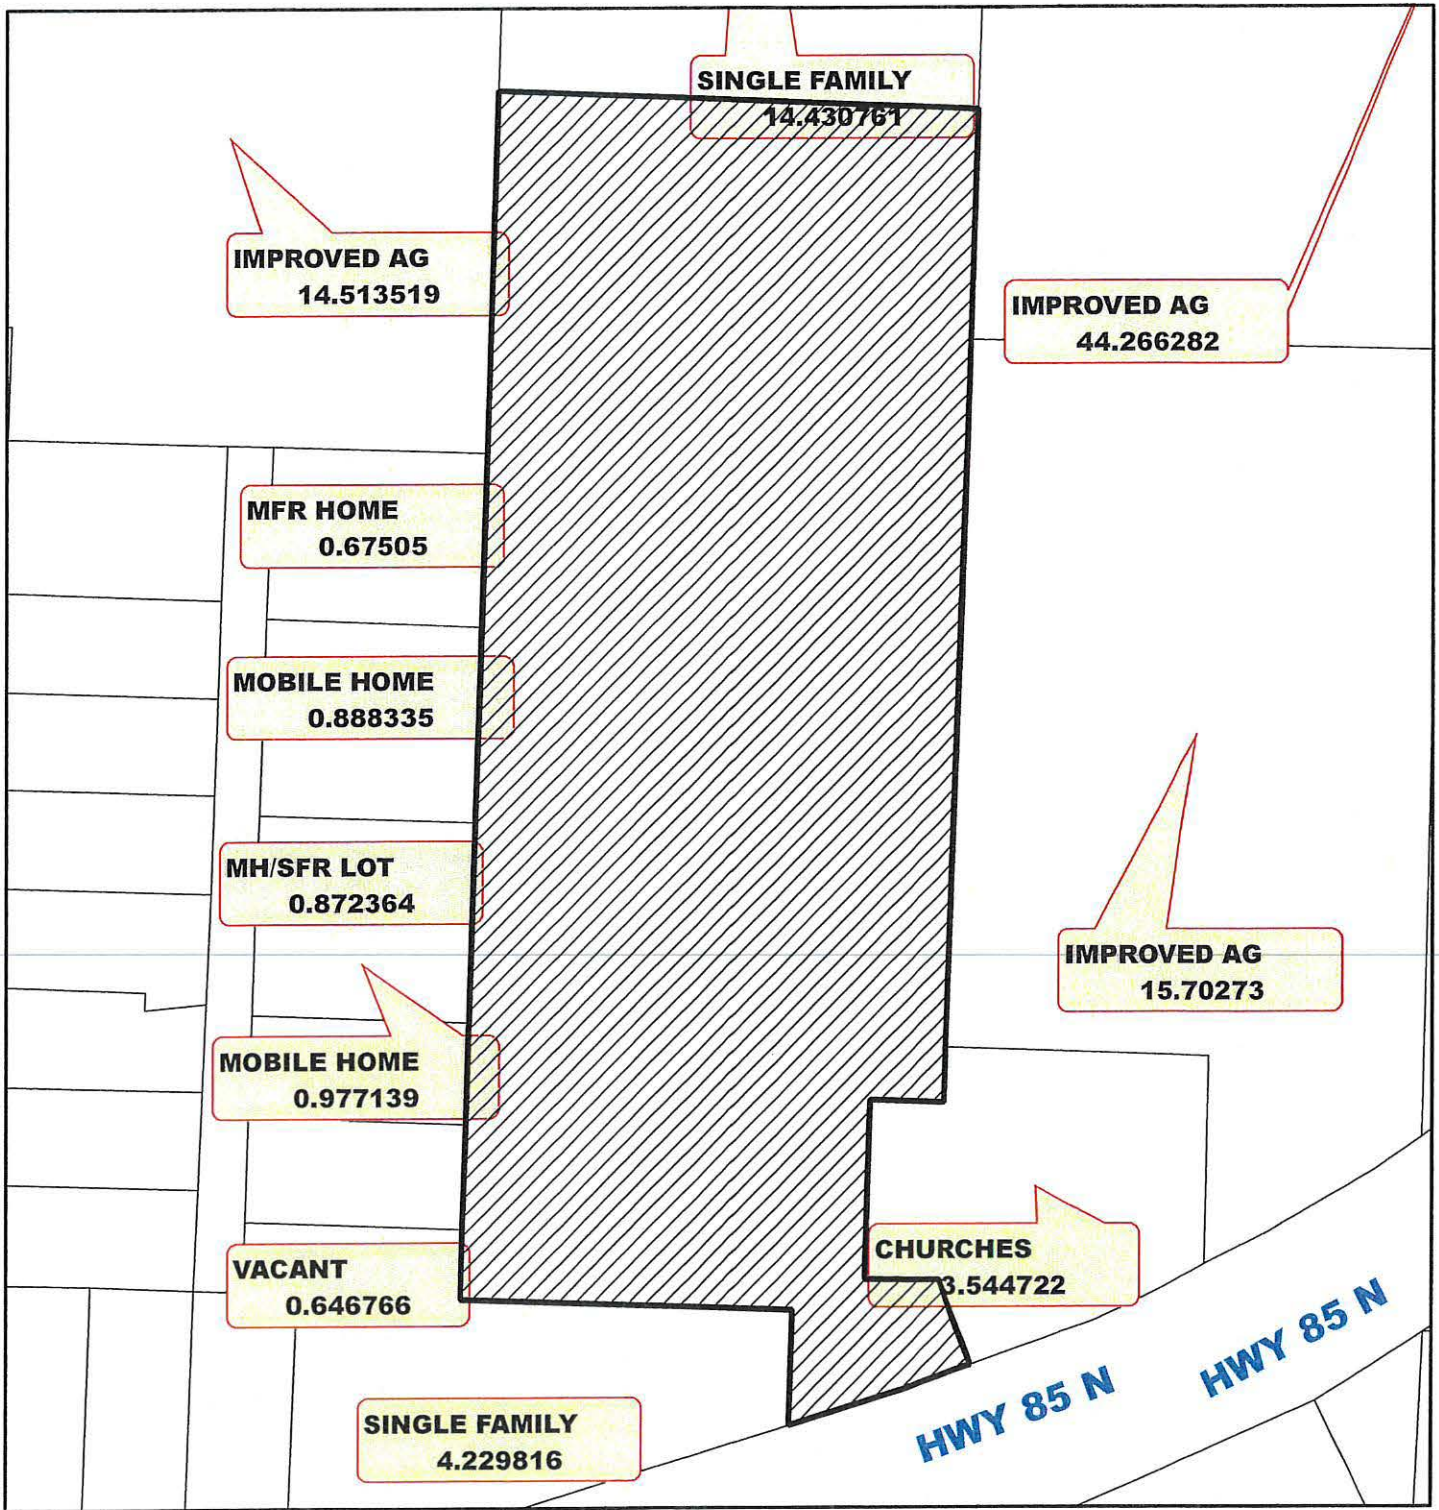 SINGLE FAMILY
14.430761
IMPROVED AG
14.513519
IMPROVED AG
44.266282
MFR HOME
0.67505
MOBILE HOME
0.888335
MH/SFR LOT
0.872364
IMPROVED AG
15.70273
MOBILE HOME
0.977139
CHURCHES
3.544722
VACANT
0.646766
HWY 85 N
HWY 85 N
SINGLE FAMILY
4.229816